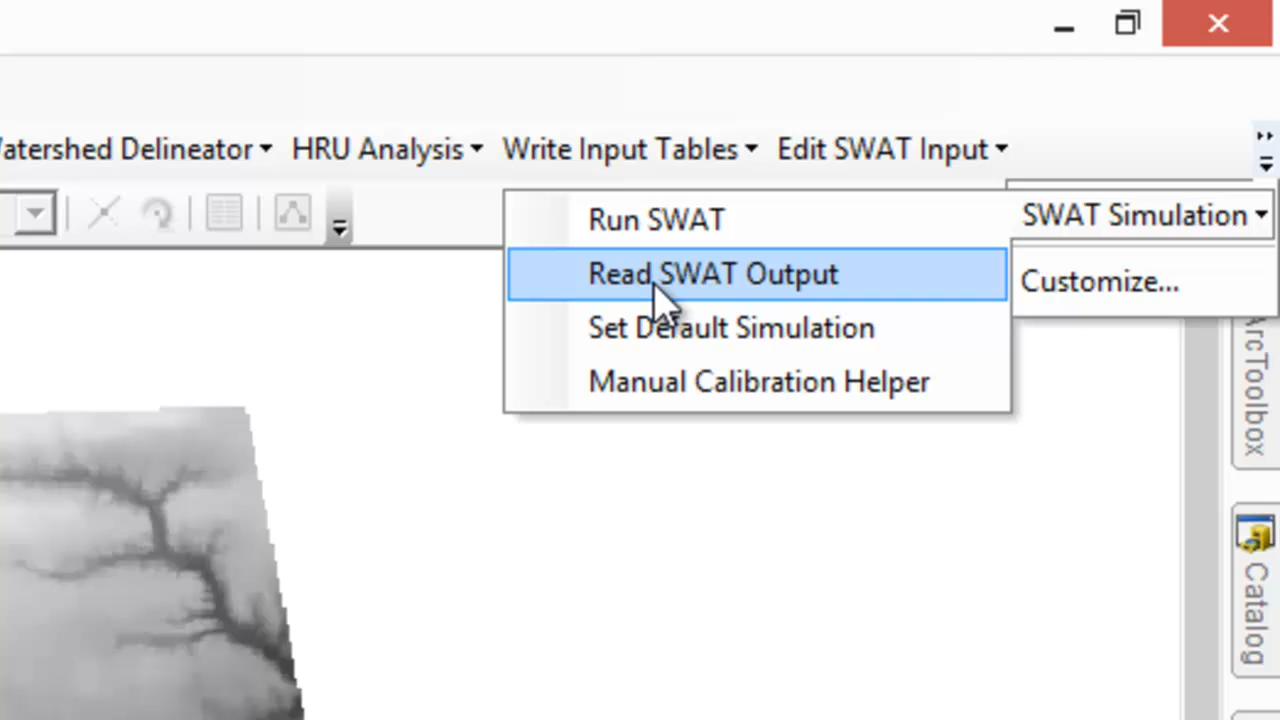 atershed Delineator HRU Analysis Write Input Tables Edit SWAT Input
Run SWAT
Read SWAT Output
Set Default Simulation
Manual Calibration Helper
SWAT Simulation
Customize...
ArcToolbox
Catalog